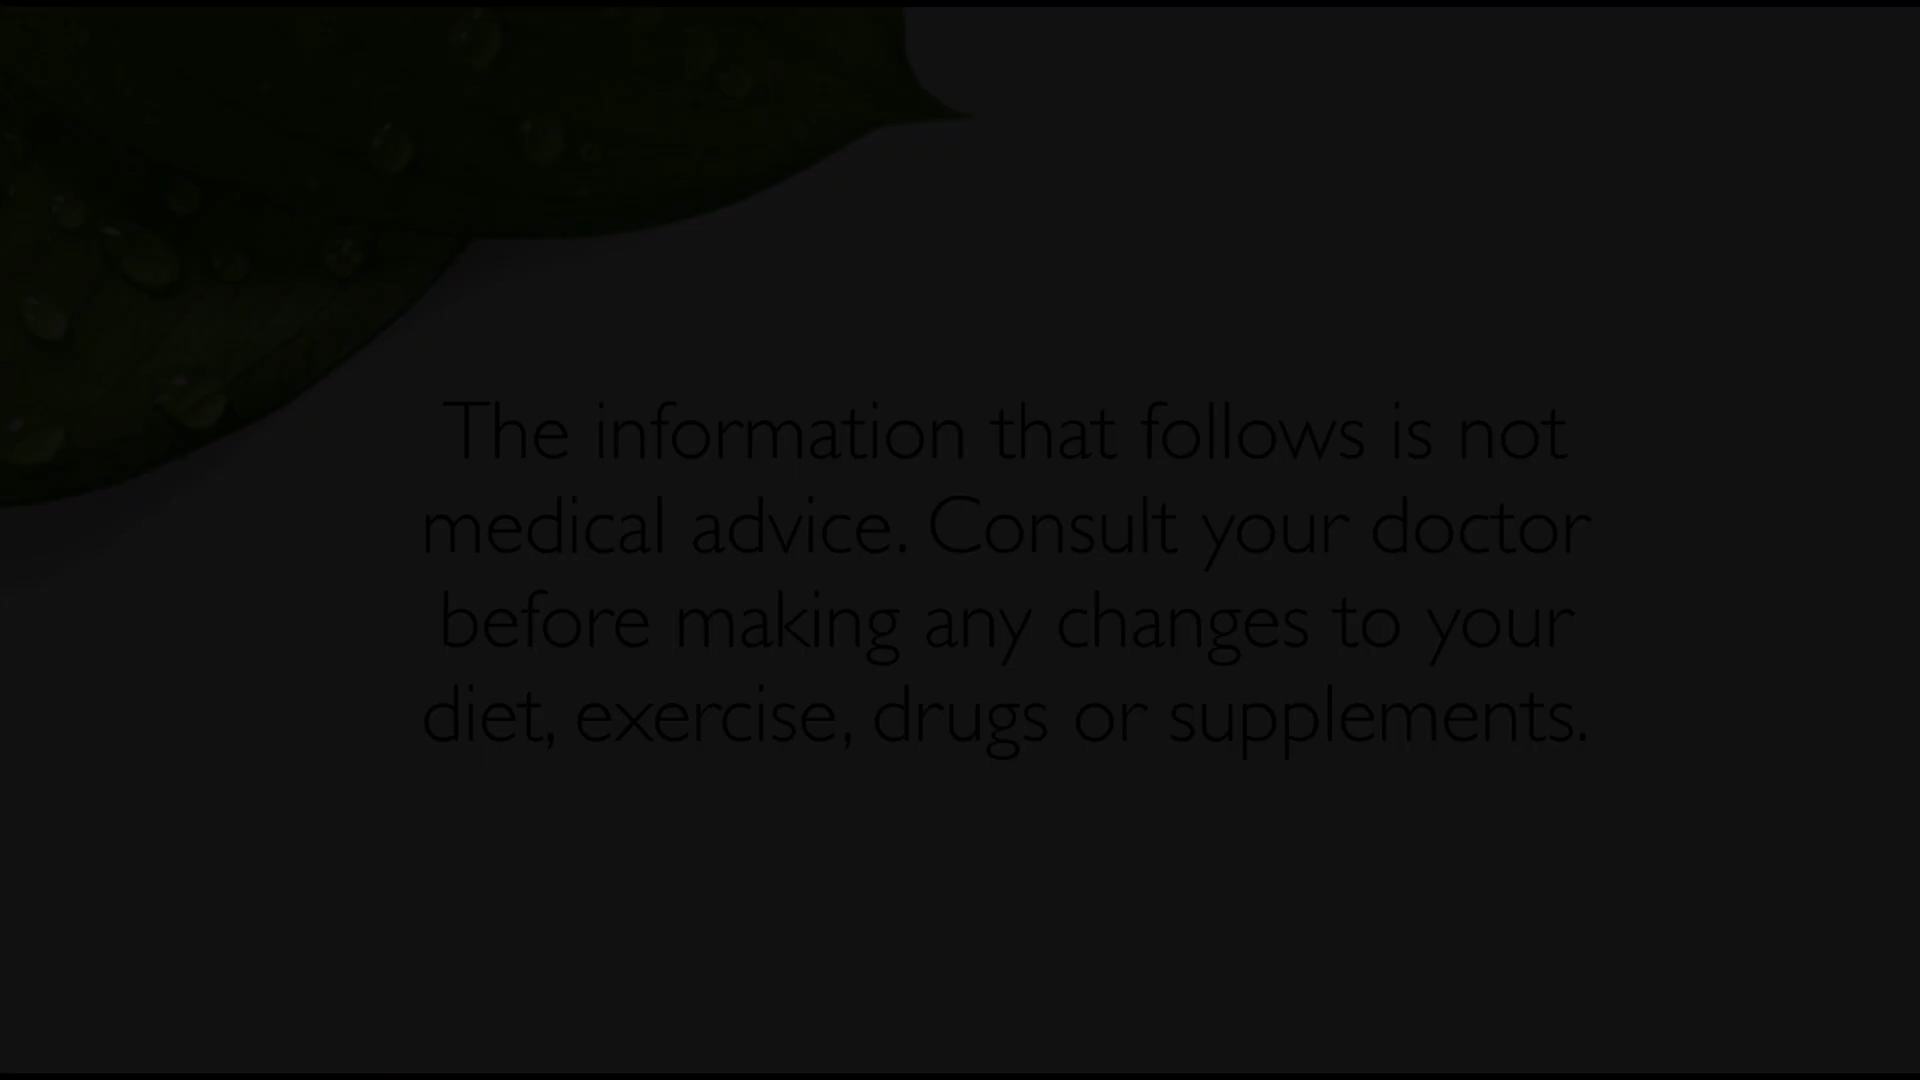 The information that follows is not
medical advice. Consult your doctor
before making any changes to your
diet, exercise, drugs or supplements.